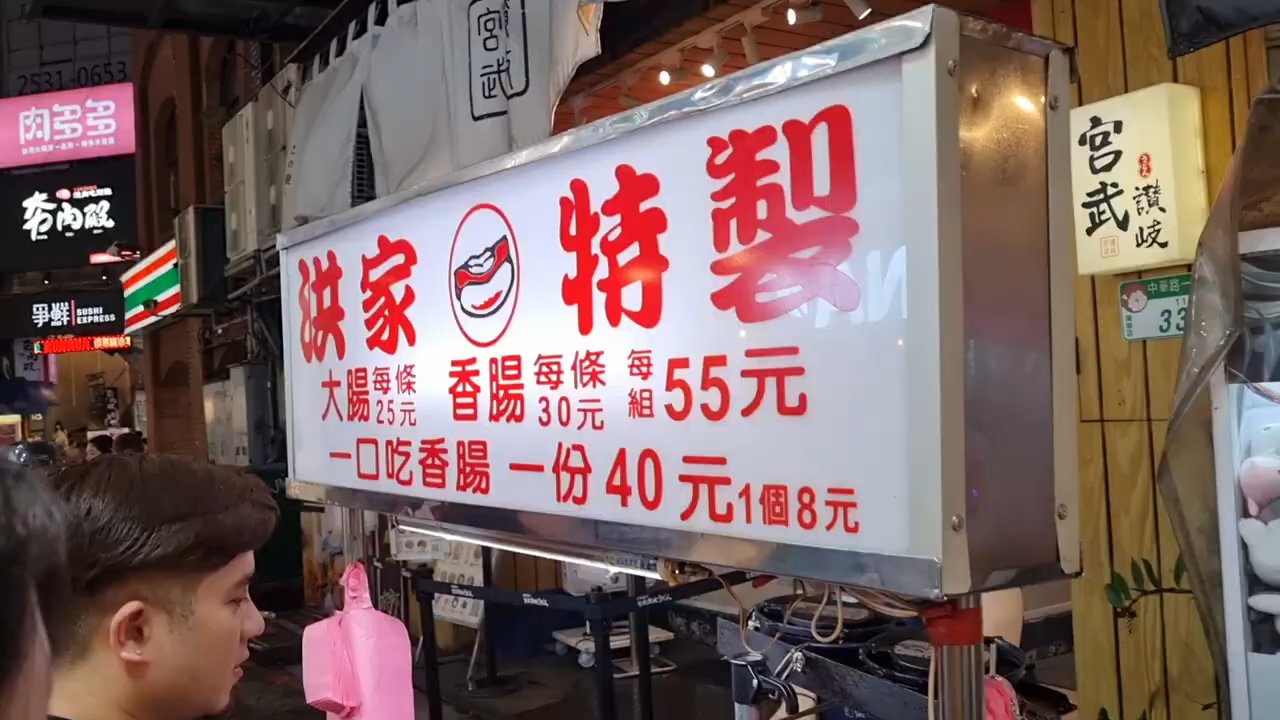 2531-0653
肉多多
夯肉殿
爭鮮 SUSHI EXPRESS
宮武
洪家 特製
大腸 每條 25元 香腸 每條 30元 每組 55元
一口吃香腸 一份 40 元 1個8元
宮武 讃岐
中華路一
33